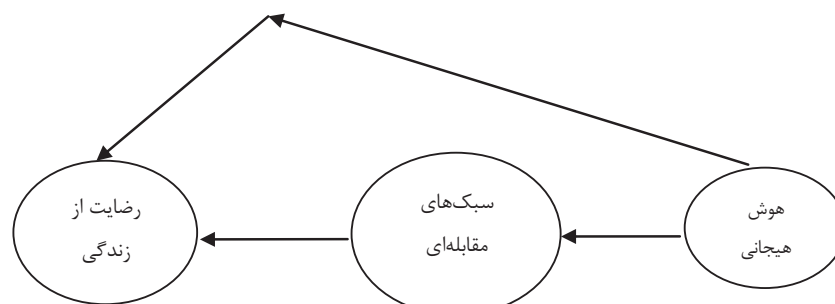 هوش
هیجانی
سبک‌های
مقابله‌ای
رضایت از
زندگی